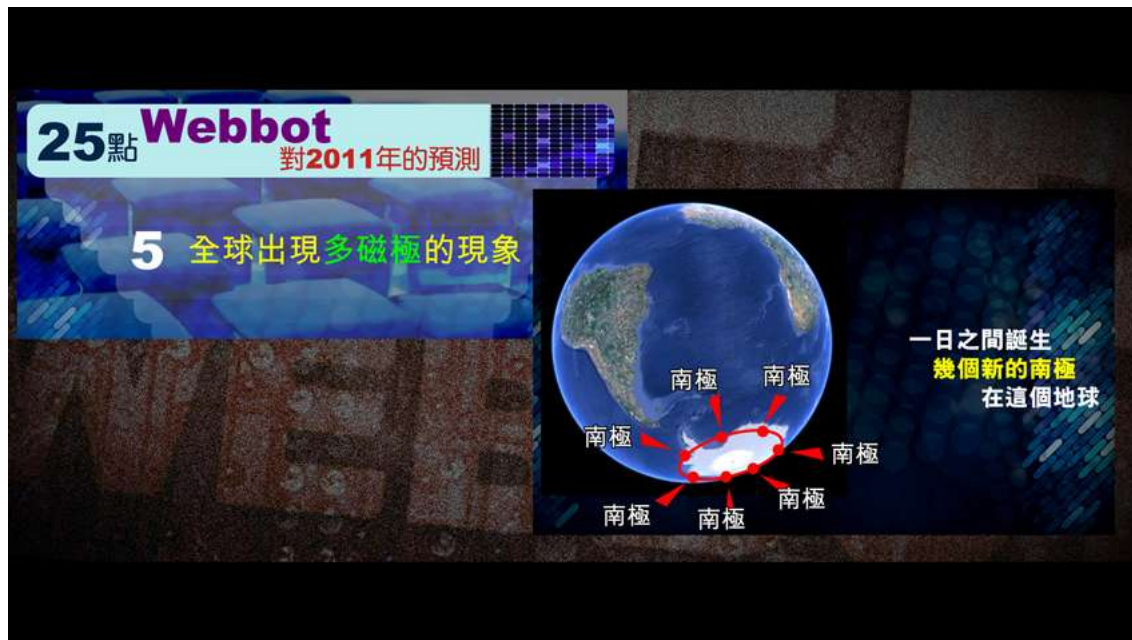 25點Webbot
對2011年的預測
5 全球出現多磁極的現象
一日之間誕生
幾個新的南極
在這個地球
南極
南極
南極
南極
南極
南極
南極